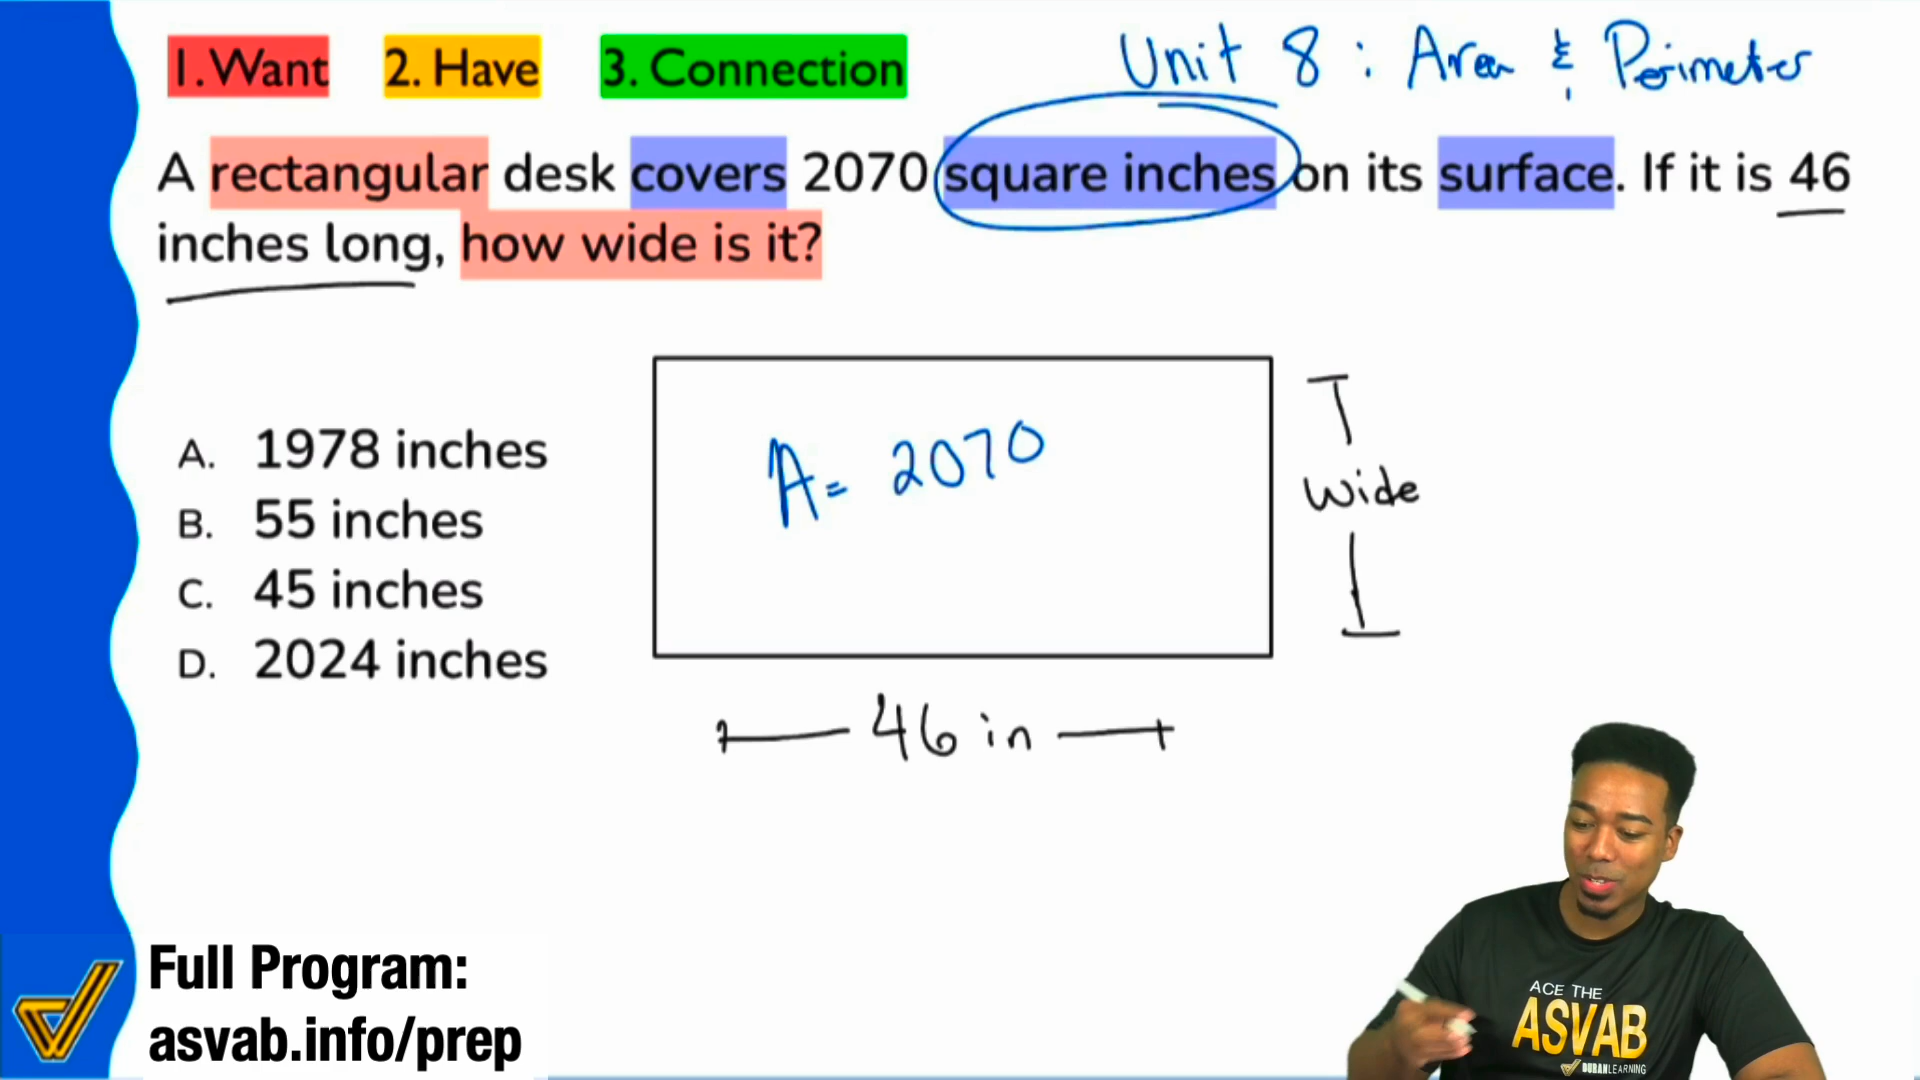 1. Want 2. Have 3. Connection Unit 8 : Area & Perimeter
A rectangular desk covers 2070 square inches on its surface. If it is 46
inches long, how wide is it?
A. 1978 inches
B. 55 inches
C. 45 inches
D. 2024 inches
A = 2070
Wide
46 in
Full Program:
asvab.info/prep
ACE THE
ASVAB
DURANLEARNING